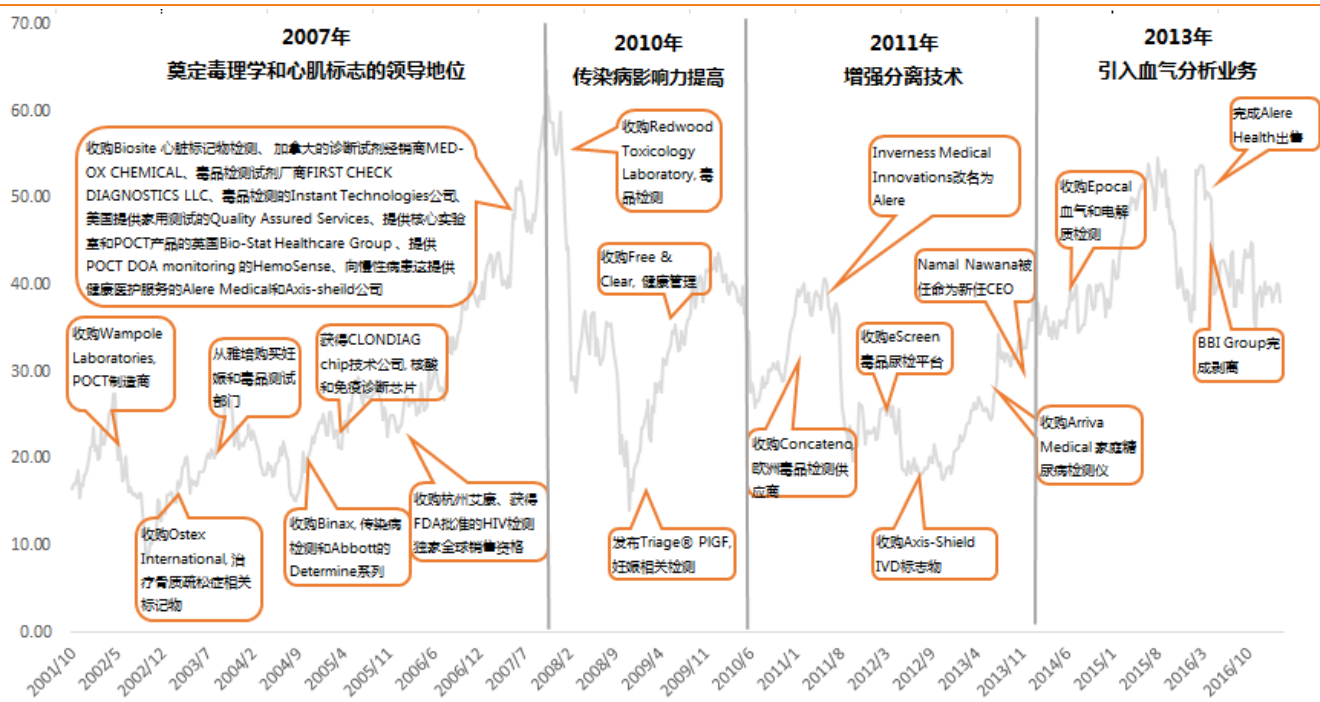 70.00
60.00
50.00
40.00
30.00
20.00
10.00
0.00
2007年
奠定毒理学和心肌标志的领导地位
2010年
传染病影响力提高
2011年
增强分离技术
2013年
引入血气分析业务
收购Biosite 心脏标记物检测、 加拿大的诊断试剂经销商MED-
OX CHEMICAL、毒品检测试剂厂商FIRST CHECK
DIAGNOSTICS LLC、毒品检测的Instant Technologies公司、
美国提供家用测试的Quality Assured Services、提供核心实验
室和POCT产品的英国Bio-Stat Healthcare Group 、提供
POCT DOA monitoring 的HemoSense、向慢性病患这提供
健康医护服务的Alere Medical和Axis-sheild公司
收购Wampole
Laboratories,
POCT制造商
从雅培购买妊
娠和毒品测试
部门
获得CLONDIAG
chip技术公司, 核酸
和免疫诊断芯片
收购Ostex
International, 治
疗骨质疏松症相关
标记物
收购Binax, 传染病
检测和Abbott的
Determine系列
收购杭州艾康、获得
FDA批准的HIV检测
独家全球销售资格
收购Redwood
Toxicology
Laboratory, 毒
品检测
收购Free &
Clear, 健康管理
发布Triage® PlGF,
妊娠相关检测
Inverness Medical
Innovations改名为
Alere
收购eScreen
毒品尿检平台
Namal Nawana被
任命为新任CEO
收购Concateno,
欧洲毒品检测供
应商
收购Axis-Shield
IVD标志物
收购Arriva
Medical 家庭糖
尿病检测仪
收购Epocal
血气和电解
质检测
完成Alere
Health出售
BBI Group完
成剥离
2001/10
2002/5
2002/12
2003/7
2004/2
2004/9
2005/4
2005/11
2006/6
2006/12
2007/7
2008/2
2008/9
2009/4
2009/11
2010/6
2011/1
2011/8
2012/3
2012/9
2013/4
2013/11
2014/6
2015/1
2015/8
2016/3
2016/10